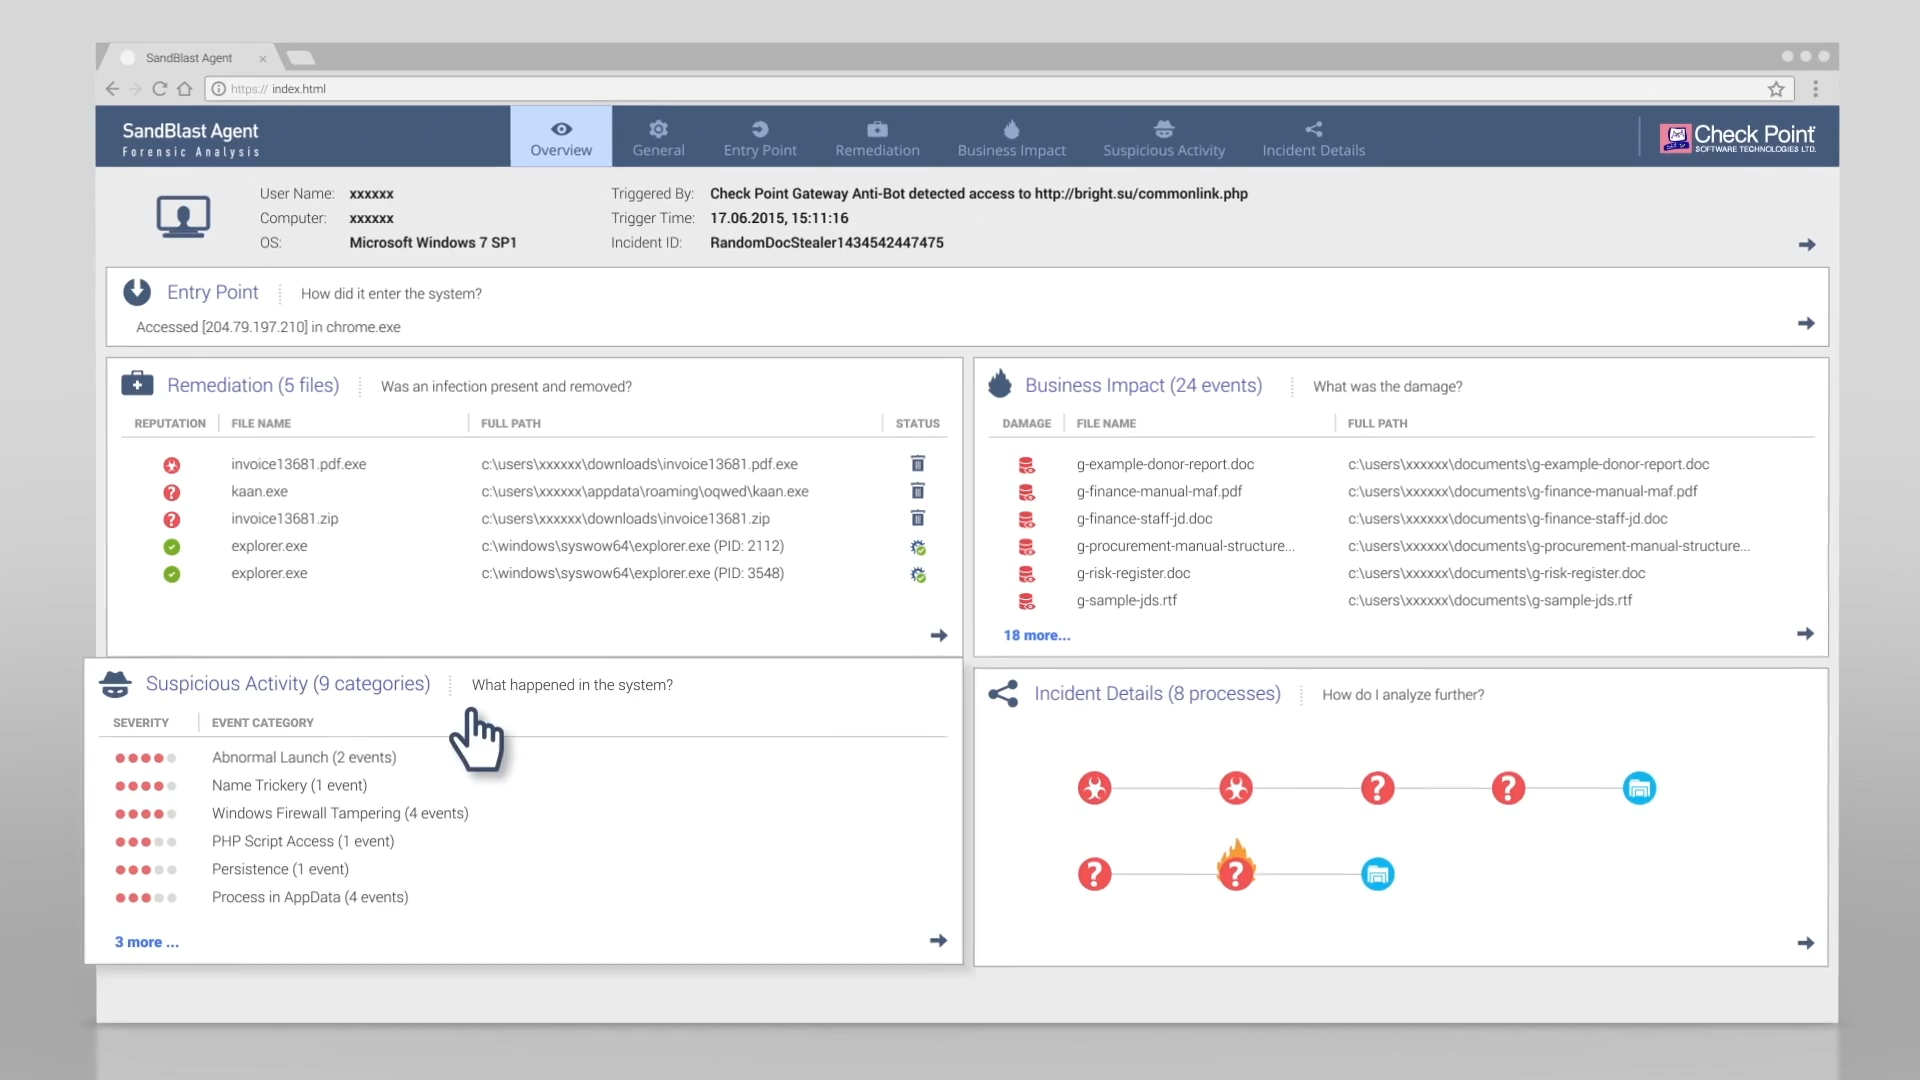 SandBlast Agent
https:// index.html
SandBlast Agent
Forensic Analysis
Overview
General
Entry Point
Remediation
Business Impact
Suspicious Activity
Incident Details
Check Point
SOFTWARE TECHNOLOGIES LTD.
User Name: xxxxxx
Computer: xxxxxx
OS: Microsoft Windows 7 SP1
Triggered By: Check Point Gateway Anti-Bot detected access to http://bright.su/commonlink.php
Trigger Time: 17.06.2015, 15:11:16
Incident ID: RandomDocStealer1434542447475
Entry Point How did it enter the system?
Accessed [204.79.197.210] in chrome.exe
Remediation (5 files) Was an infection present and removed?
REPUTATION FILE NAME FULL PATH STATUS
invoice13681.pdf.exe c:\users\xxxxxx\downloads\invoice13681.pdf.exe
kaan.exe c:\users\xxxxxx\appdata\roaming\oqwed\kaan.exe
invoice13681.zip c:\users\xxxxxx\downloads\invoice13681.zip
explorer.exe c:\windows\syswow64\explorer.exe (PID: 2112)
explorer.exe c:\windows\syswow64\explorer.exe (PID: 3548)
Business Impact (24 events) What was the damage?
DAMAGE FILE NAME FULL PATH
g-example-donor-report.doc c:\users\xxxxxx\documents\g-example-donor-report.doc
g-finance-manual-maf.pdf c:\users\xxxxxx\documents\g-finance-manual-maf.pdf
g-finance-staff-jd.doc c:\users\xxxxxx\documents\g-finance-staff-jd.doc
g-procurement-manual-structure... c:\users\xxxxxx\documents\g-procurement-manual-structure...
g-risk-register.doc c:\users\xxxxxx\documents\g-risk-register.doc
g-sample-jds.rtf c:\users\xxxxxx\documents\g-sample-jds.rtf
18 more...
Suspicious Activity (9 categories) What happened in the system?
SEVERITY EVENT CATEGORY
Abnormal Launch (2 events)
Name Trickery (1 event)
Windows Firewall Tampering (4 events)
PHP Script Access (1 event)
Persistence (1 event)
Process in AppData (4 events)
3 more ...
Incident Details (8 processes) How do I analyze further?